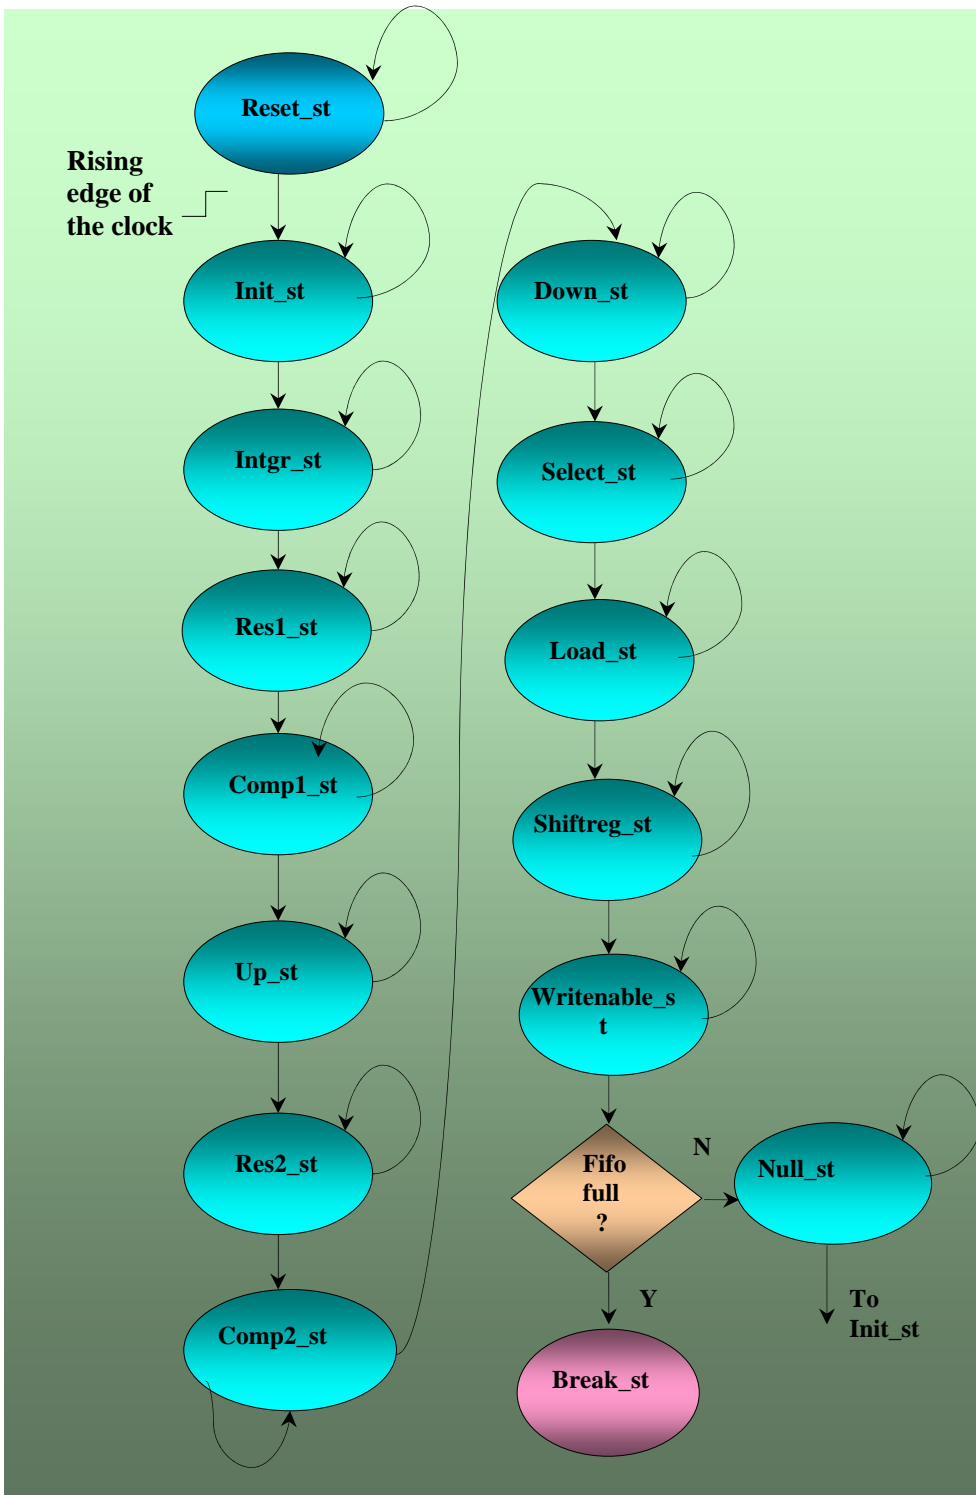 Reset_st
Rising
edge of
the clock
Init_st
Intgr_st
Res1_st
Comp1_st
Up_st
Res2_st
Comp2_st
Down_st
Select_st
Load_st
Shiftreg_st
Writenable_s
t
Fifo
full
?
N
Null_st
Y
To
Init_st
Break_st